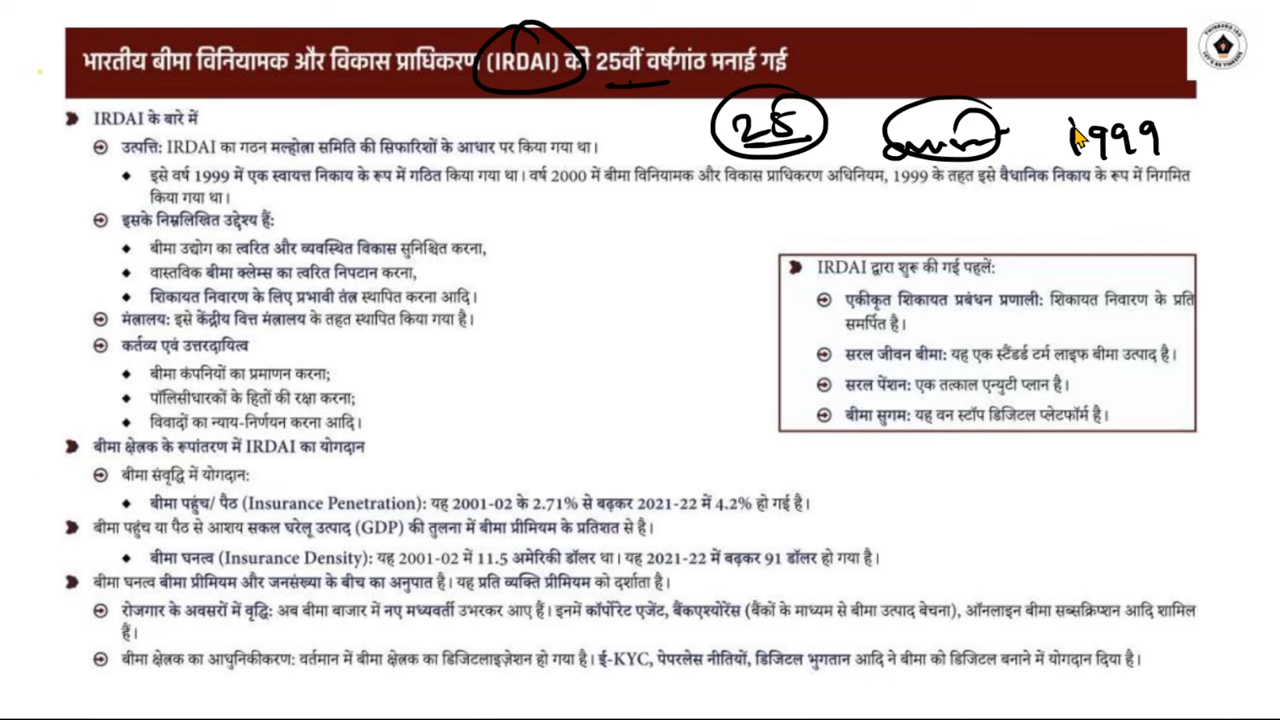 भारतीय बीमा विनियामक और विकास प्राधिकरण (IRDAI) की 25वीं वर्षगांठ मनाई गई
25 1999
IRDAI के बारे में
उत्पत्ति: IRDAI का गठन मल्होत्रा समिति की सिफारिशों के आधार पर किया गया था।
इसे वर्ष 1999 में एक स्वायत्त निकाय के रूप में गठित किया गया था। वर्ष 2000 में बीमा विनियामक और विकास प्राधिकरण अधिनियम, 1999 के तहत इसे वैधानिक निकाय के रूप में निगमित
किया गया था।
इसके निम्नलिखित उद्देश्य हैं:
बीमा उद्योग का त्वरित और व्यवस्थित विकास सुनिश्चित करना,
वास्तविक बीमा क्लेम्स का त्वरित निपटान करना,
शिकायत निवारण के लिए प्रभावी तंत्र स्थापित करना आदि।
मंत्रालय: इसे केंद्रीय वित्त मंत्रालय के तहत स्थापित किया गया है।
कर्तव्य एवं उत्तरदायित्व
बीमा कंपनियों का प्रमाणन करना;
पॉलिसीधारकों के हितों की रक्षा करना;
विवादों का न्याय-निर्णयन करना आदि।
IRDAI द्वारा शुरू की गई पहलें:
एकीकृत शिकायत प्रबंधन प्रणाली: शिकायत निवारण के प्रति
समर्पित है।
सरल जीवन बीमा: यह एक स्टैंडर्ड टर्म लाइफ बीमा उत्पाद है।
सरल पेंशन: एक तत्काल एन्युटी प्लान है।
बीमा सुगम: यह वन स्टॉप डिजिटल प्लेटफॉर्म है।
बीमा क्षेत्रक के रूपांतरण में IRDAI का योगदान
बीमा संवृद्धि में योगदान:
बीमा पहुंच/ पैठ (Insurance Penetration): यह 2001-02 के 2.71% से बढ़कर 2021-22 में 4.2% हो गई है।
बीमा पहुंच या पैठ से आशय सकल घरेलू उत्पाद (GDP) की तुलना में बीमा प्रीमियम के प्रतिशत से है।
बीमा घनत्व (Insurance Density): यह 2001-02 में 11.5 अमेरिकी डॉलर था। यह 2021-22 में बढ़कर 91 डॉलर हो गया है।
बीमा घनत्व बीमा प्रीमियम और जनसंख्या के बीच का अनुपात है। यह प्रति व्यक्ति प्रीमियम को दर्शाता है।
रोजगार के अवसरों में वृद्धि: अब बीमा बाजार में नए मध्यवर्ती उभरकर आए हैं। इनमें कॉर्पोरेट एजेंट, बैंकएश्योरेंस (बैंकों के माध्यम से बीमा उत्पाद बेचना), ऑनलाइन बीमा सब्सक्रिप्शन आदि शामिल
हैं।
बीमा क्षेत्रक का आधुनिकीकरण: वर्तमान में बीमा क्षेत्रक का डिजिटलाइज़ेशन हो गया है। ई-KYC, पेपरलेस नीतियों, डिजिटल भुगतान आदि ने बीमा को डिजिटल बनाने में योगदान दिया है।